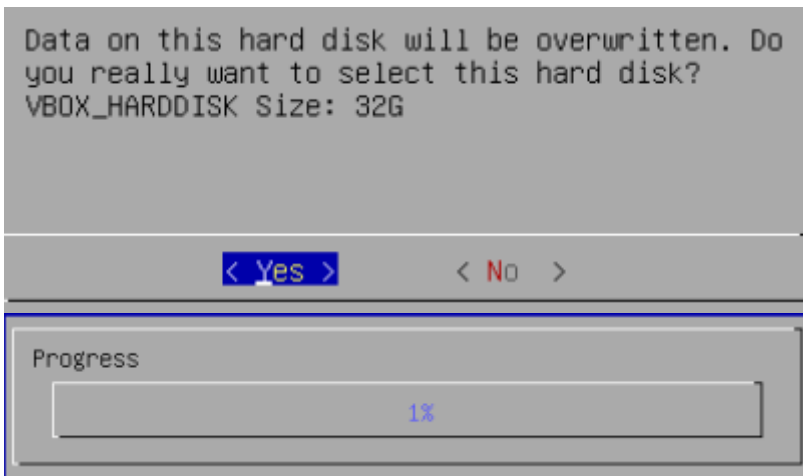 Data on this hard disk will be overwritten. Do
you really want to select this hard disk?
VBOX_HARDDISK Size: 32G
< Yes > < No >
Progress
1%